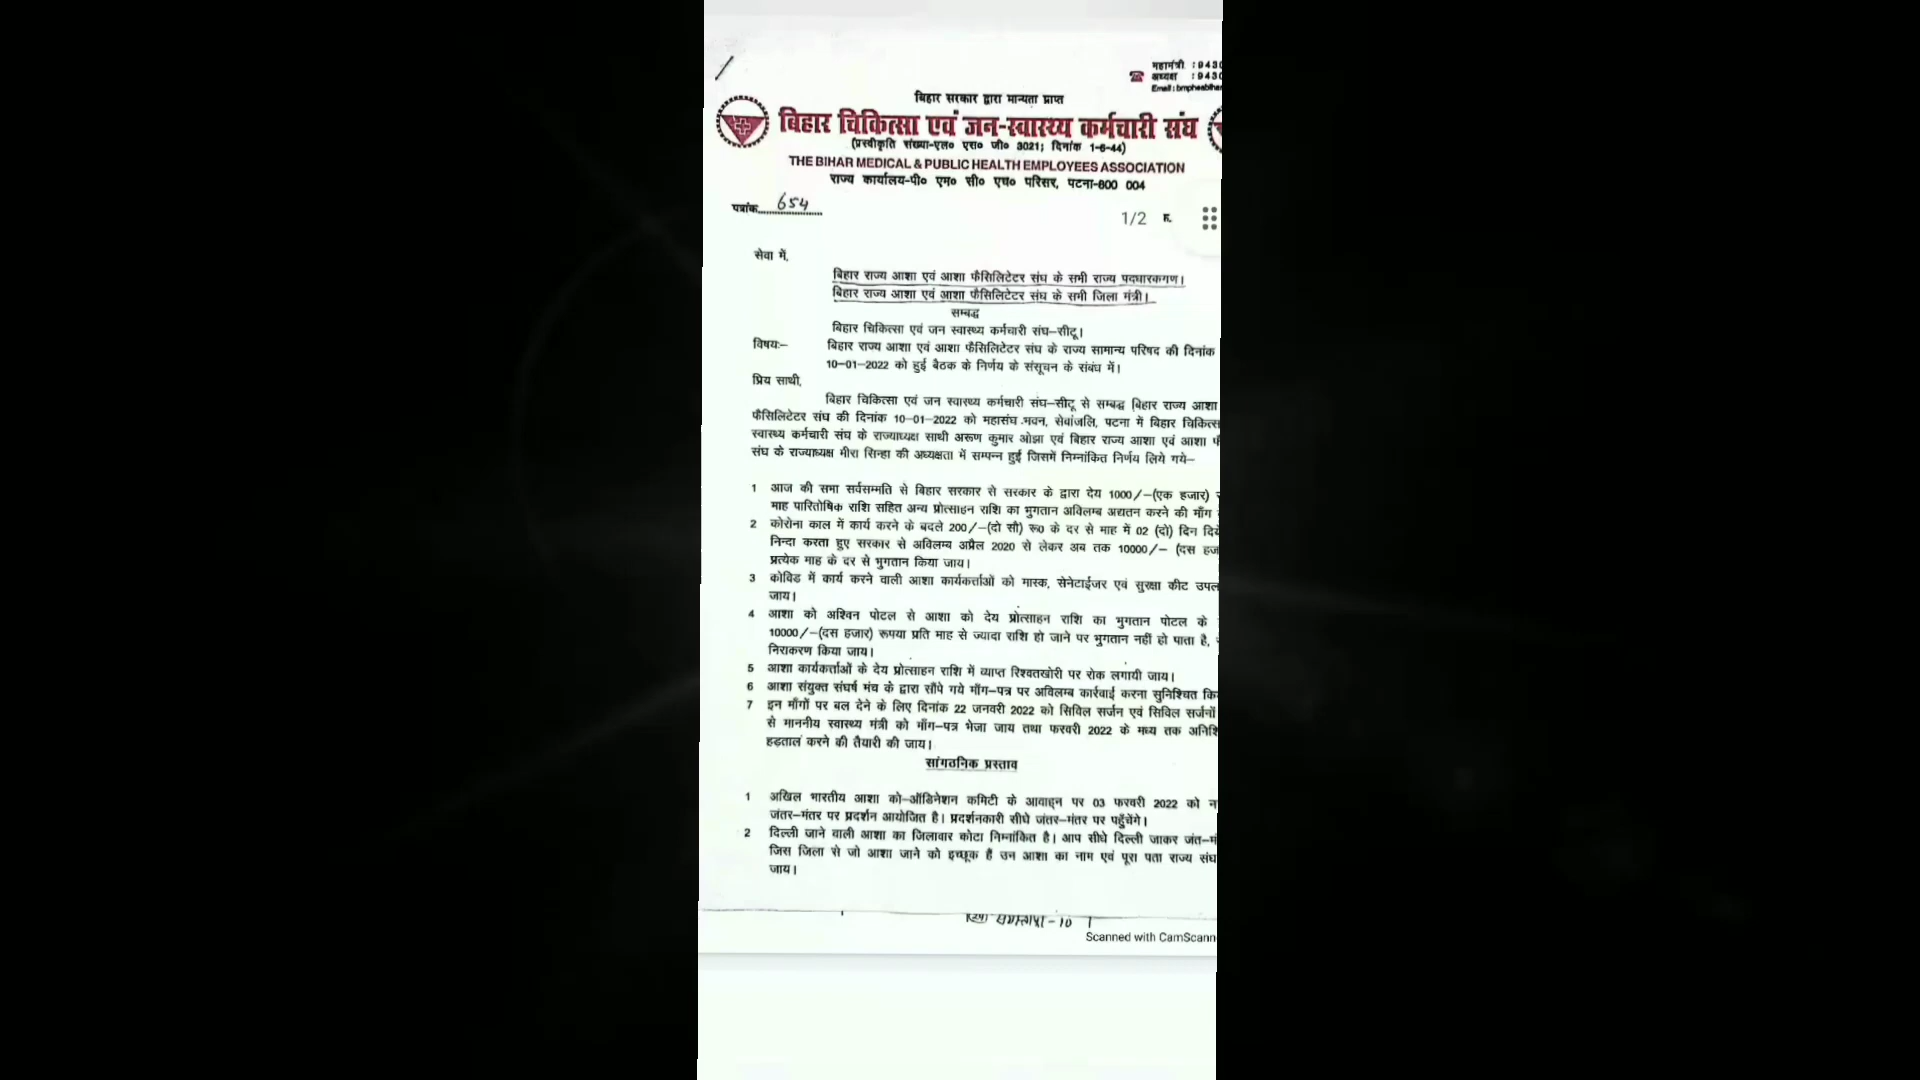 महामंत्री : 943
अध्यक्ष : 943
Email : bmpheabihar
बिहार सरकार द्वारा मान्यता प्राप्त
बिहार चिकित्सा एवं जन-स्वास्थ्य कर्मचारी संघ
(प्रस्वीकृति संख्या-एल० एस० जी० 3021; दिनांक 1-6-44)
THE BIHAR MEDICAL & PUBLIC HEALTH EMPLOYEES ASSOCIATION
राज्य कार्यालय-पी० एम० सी० एच० परिसर, पटना-800 004
पत्रांक 654
1/2
सेवा में,
बिहार राज्य आशा एवं आशा फैसिलिटेटर संघ के सभी राज्य पदधारकगण।
बिहार राज्य आशा एवं आशा फैसिलिटेटर संघ के सभी जिला मंत्री।
सम्बद्ध
बिहार चिकित्सा एवं जन स्वास्थ्य कर्मचारी संघ–सीटू।
विषयः– बिहार राज्य आशा एवं आशा फैसिलिटेटर संघ के राज्य सामान्य परिषद की दिनांक
10–01–2022 को हुई बैठक के निर्णय के संसूचन के संबंध में।
प्रिय साथी,
बिहार चिकित्सा एवं जन स्वास्थ्य कर्मचारी संघ–सीटू से सम्बद्ध बिहार राज्य आशा
फैसिलिटेटर संघ की दिनांक 10–01–2022 को महासंघ भवन, सेवांजलि, पटना में बिहार चिकित्स
स्वास्थ्य कर्मचारी संघ के राज्याध्यक्ष साथी अरूण कुमार ओझा एवं बिहार राज्य आशा एवं आशा
संघ के राज्याध्यक्ष मीरा सिन्हा की अध्यक्षता में सम्पन्न हुई जिसमें निम्नांकित निर्णय लिये गये–
1 आज की सभा सर्वसम्मति से बिहार सरकार से सरकार के द्वारा देय 1000/–(एक हजार)
माह पारितोषिक राशि सहित अन्य प्रोत्साहन राशि का भुगतान अविलम्ब अद्यतन करने की माँग
2 कोरोना काल में कार्य करने के बदले 200/–(दो सौ) रू0 के दर से माह में 02 (दो) दिन दिये
निन्दा करता हुए सरकार से अविलम्ब अप्रैल 2020 से लेकर अब तक 10000/– (दस हज
प्रत्येक माह के दर से भुगतान किया जाय।
3 कोविड में कार्य करने वाली आशा कार्यकर्त्ताओं को मास्क, सेनेटाईजर एवं सुरक्षा कीट उपल
जाय।
4 आशा को अश्विन पोटल से आशा को देय प्रोत्साहन राशि का भुगतान पोटल के
10000/–(दस हजार) रूपया प्रति माह से ज्यादा राशि हो जाने पर भुगतान नहीं हो पाता है,
निराकरण किया जाय।
5 आशा कार्यकर्त्ताओं के देय प्रोत्साहन राशि में व्याप्त रिश्वतखोरी पर रोक लगायी जाय।
6 आशा संयुक्त संघर्ष मंच के द्वारा सौंपे गये माँग–पत्र पर अविलम्ब कार्रवाई करना सुनिश्चित कि
7 इन माँगों पर बल देने के लिए दिनांक 22 जनवरी 2022 को सिविल सर्जन एवं सिविल सर्जनों
से माननीय स्वास्थ्य मंत्री को माँग–पत्र भेजा जाय तथा फरवरी 2022 के मध्य तक अनिश्
हड़ताल करने की तैयारी की जाय।
सांगठनिक प्रस्ताव
1 अखिल भारतीय आशा को–ऑडिनेशन कमिटी के आवाहन पर 03 फरवरी 2022 को न
जंतर–मंतर पर प्रदर्शन आयोजित है। प्रदर्शनकारी सीधे जंतर–मंतर पर पहुँचेंगे।
2 दिल्ली जाने वाली आशा का जिलावार कोटा निम्नांकित है। आप सीधे दिल्ली जाकर जंत–मं
जिस जिला से जो आशा जाने को इच्छूक हैं उन आशा का नाम एवं पूरा पता राज्य संघ
जाय।
Scanned with CamScann